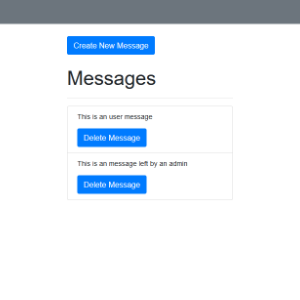 Create New Message
Messages
This is an user message
Delete Message
This is an message left by an admin
Delete Message